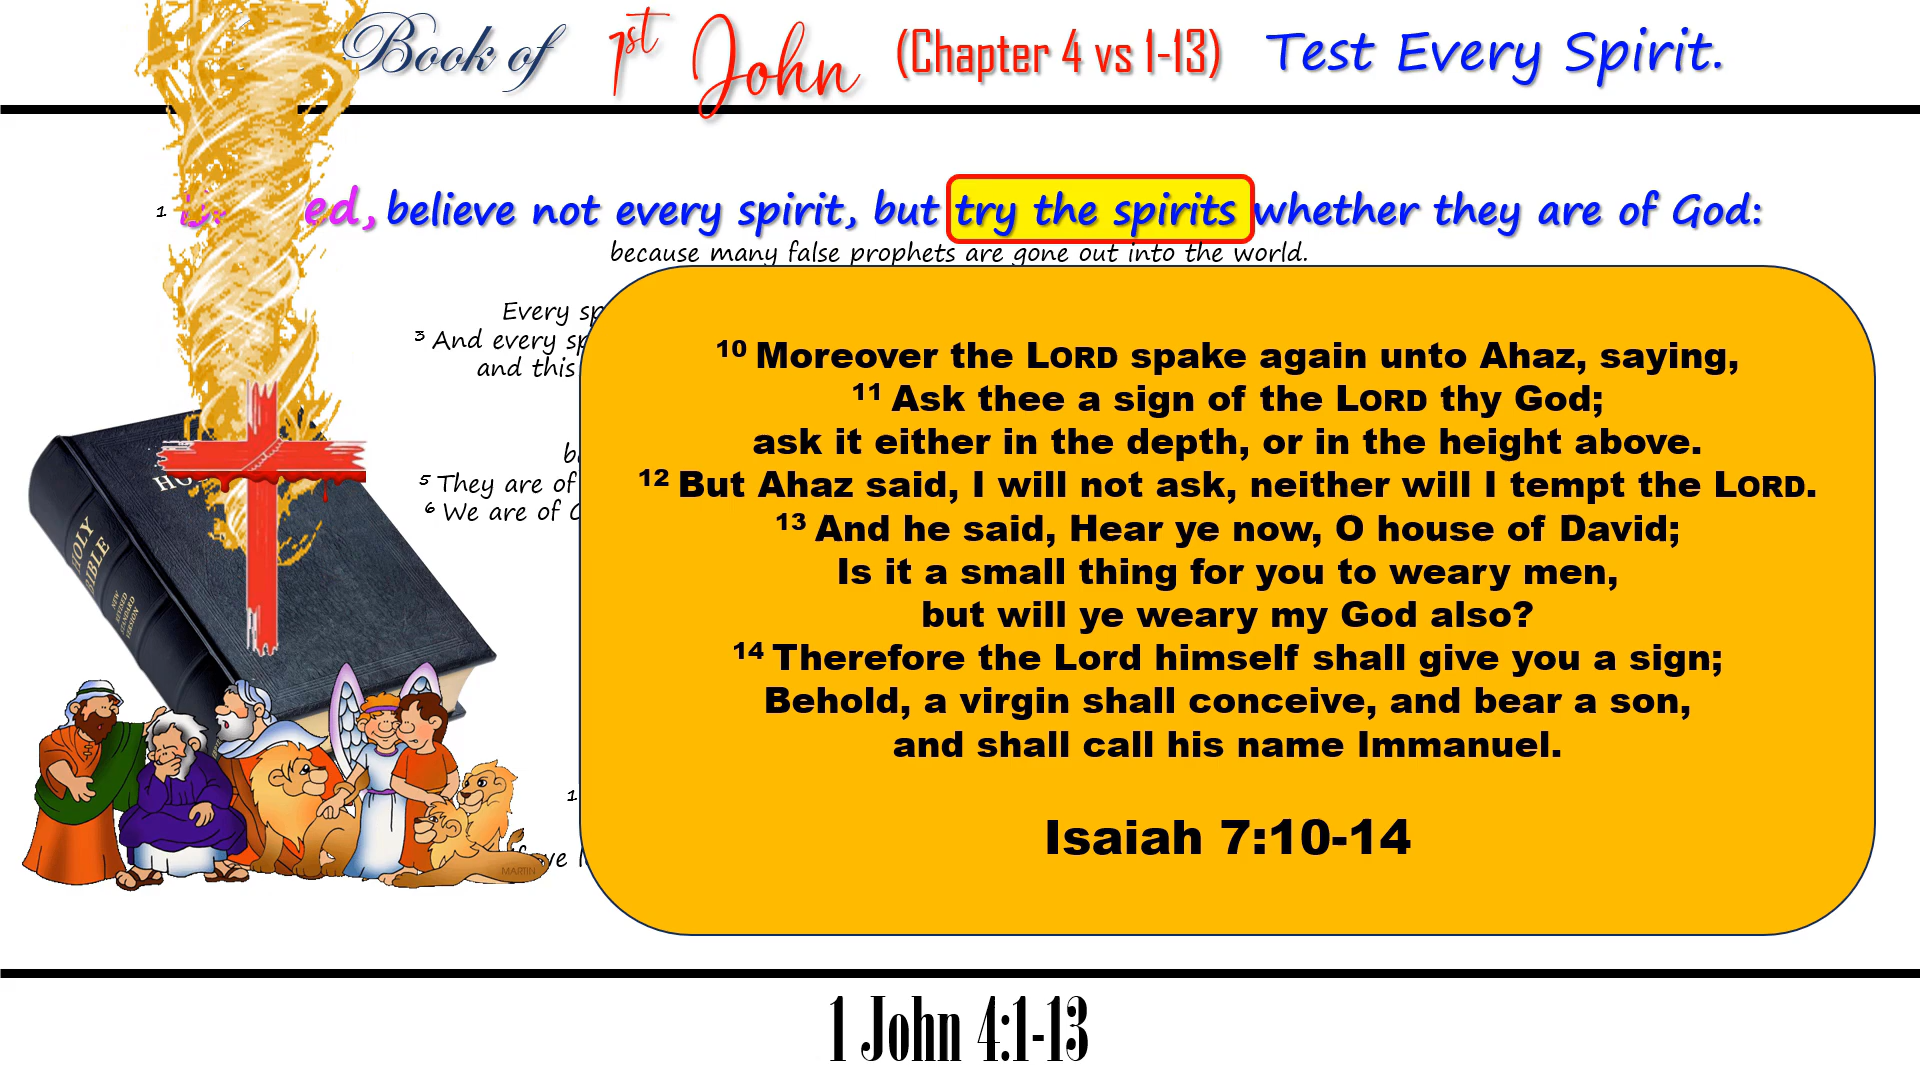 Book of 1st John (Chapter 4 vs 1-13) Test Every Spirit.
1 ed, believe not every spirit, but try the spirits whether they are of God:
because many false prophets are gone out into the world.
Every sp
3 And every sp
and this
5 They are of
6 We are of
10 Moreover the LORD spake again unto Ahaz, saying,
11 Ask thee a sign of the LORD thy God;
ask it either in the depth, or in the height above.
12 But Ahaz said, I will not ask, neither will I tempt the LORD.
13 And he said, Hear ye now, O house of David;
Is it a small thing for you to weary men,
but will ye weary my God also?
14 Therefore the Lord himself shall give you a sign;
Behold, a virgin shall conceive, and bear a son,
and shall call his name Immanuel.
Isaiah 7:10-14
HOLY
BIBLE
NEW
REVISED
STANDARD
VERSION
MARTIN
1 John 4:1-13